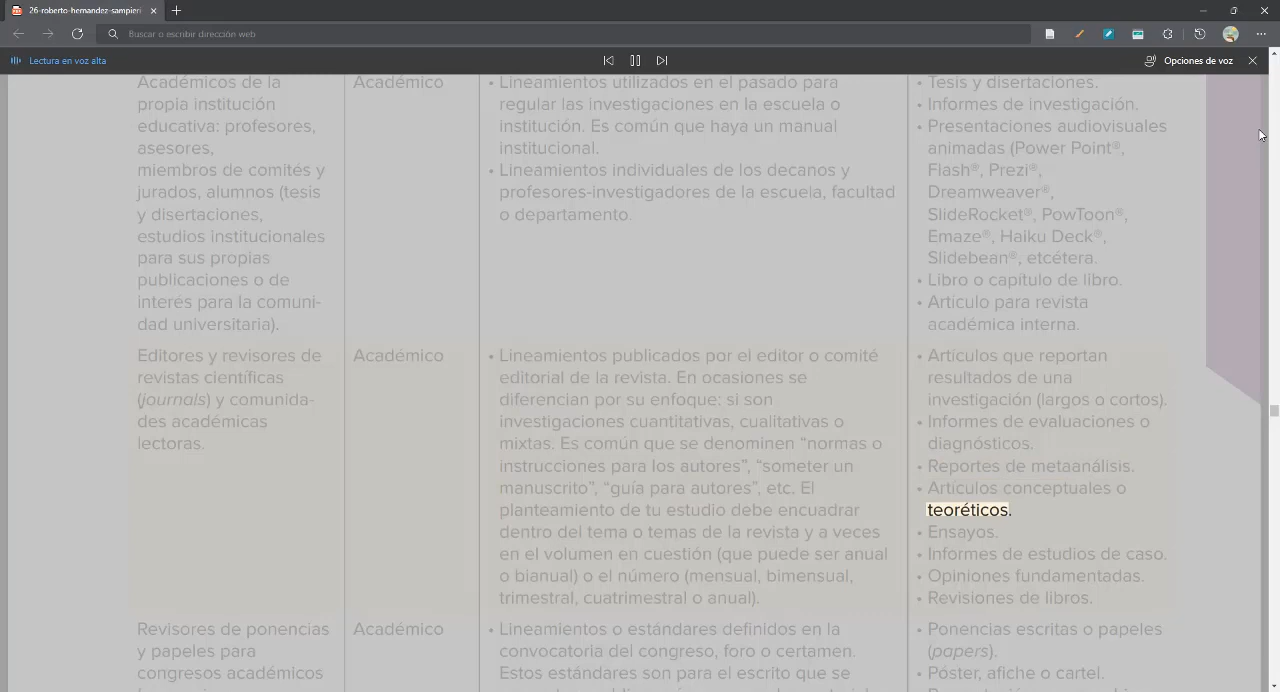 26-roberto-hernandez-sampieri
Buscar o escribir dirección web
Lectura en voz alta
Opciones de voz
Académicos de la
propia institución
educativa: profesores,
asesores,
miembros de comités y
jurados, alumnos (tesis
y disertaciones,
estudios institucionales
para sus propias
publicaciones o de
interés para la comuni-
dad universitaria).
Académico
• Lineamientos utilizados en el pasado para
regular las investigaciones en la escuela o
institución. Es común que haya un manual
institucional.
• Lineamientos individuales de los decanos y
profesores-investigadores de la escuela, facultad
o departamento.
• Tesis y disertaciones.
• Informes de investigación.
• Presentaciones audiovisuales
animadas (Power Point®,
Flash®, Prezi®,
Dreamweaver®,
SlideRocket®, PowToon®,
Emaze®, Haiku Deck®,
Slidebean®, etcétera.
• Libro o capítulo de libro.
• Artículo para revista
académica interna.
Editores y revisores de
revistas científicas
(journals) y comunida-
des académicas
lectoras.
Académico
• Lineamientos publicados por el editor o comité
editorial de la revista. En ocasiones se
diferencian por su enfoque: si son
investigaciones cuantitativas, cualitativas o
mixtas. Es común que se denominen “normas o
instrucciones para los autores”, “someter un
manuscrito”, “guía para autores”, etc. El
planteamiento de tu estudio debe encuadrar
dentro del tema o temas de la revista y a veces
en el volumen en cuestión (que puede ser anual
o bianual) o el número (mensual, bimensual,
trimestral, cuatrimestral o anual).
• Artículos que reportan
resultados de una
investigación (largos o cortos).
• Informes de evaluaciones o
diagnósticos.
• Reportes de metaanálisis.
• Artículos conceptuales o
teoréticos.
• Ensayos.
• Informes de estudios de caso.
• Opiniones fundamentadas.
• Revisiones de libros.
Revisores de ponencias
y papeles para
congresos académicos
Académico
• Lineamientos o estándares definidos en la
convocatoria del congreso, foro o certamen.
Estos estándares son para el escrito que se
• Ponencias escritas o papeles
(papers).
• Póster, afiche o cartel.